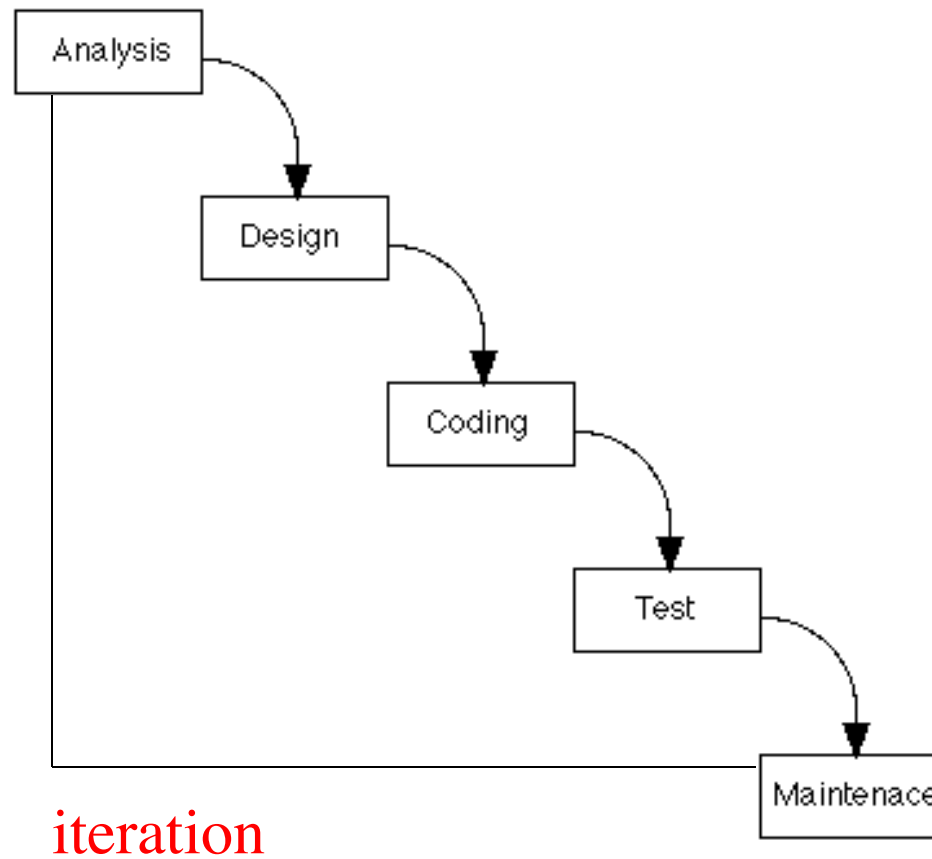 Analysis
Design
Coding
Test
Maintenace
iteration